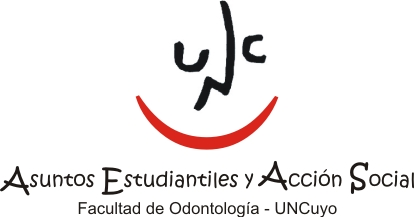 UNC
Asuntos Estudiantiles y Acción Social
Facultad de Odontología - UNCuyo